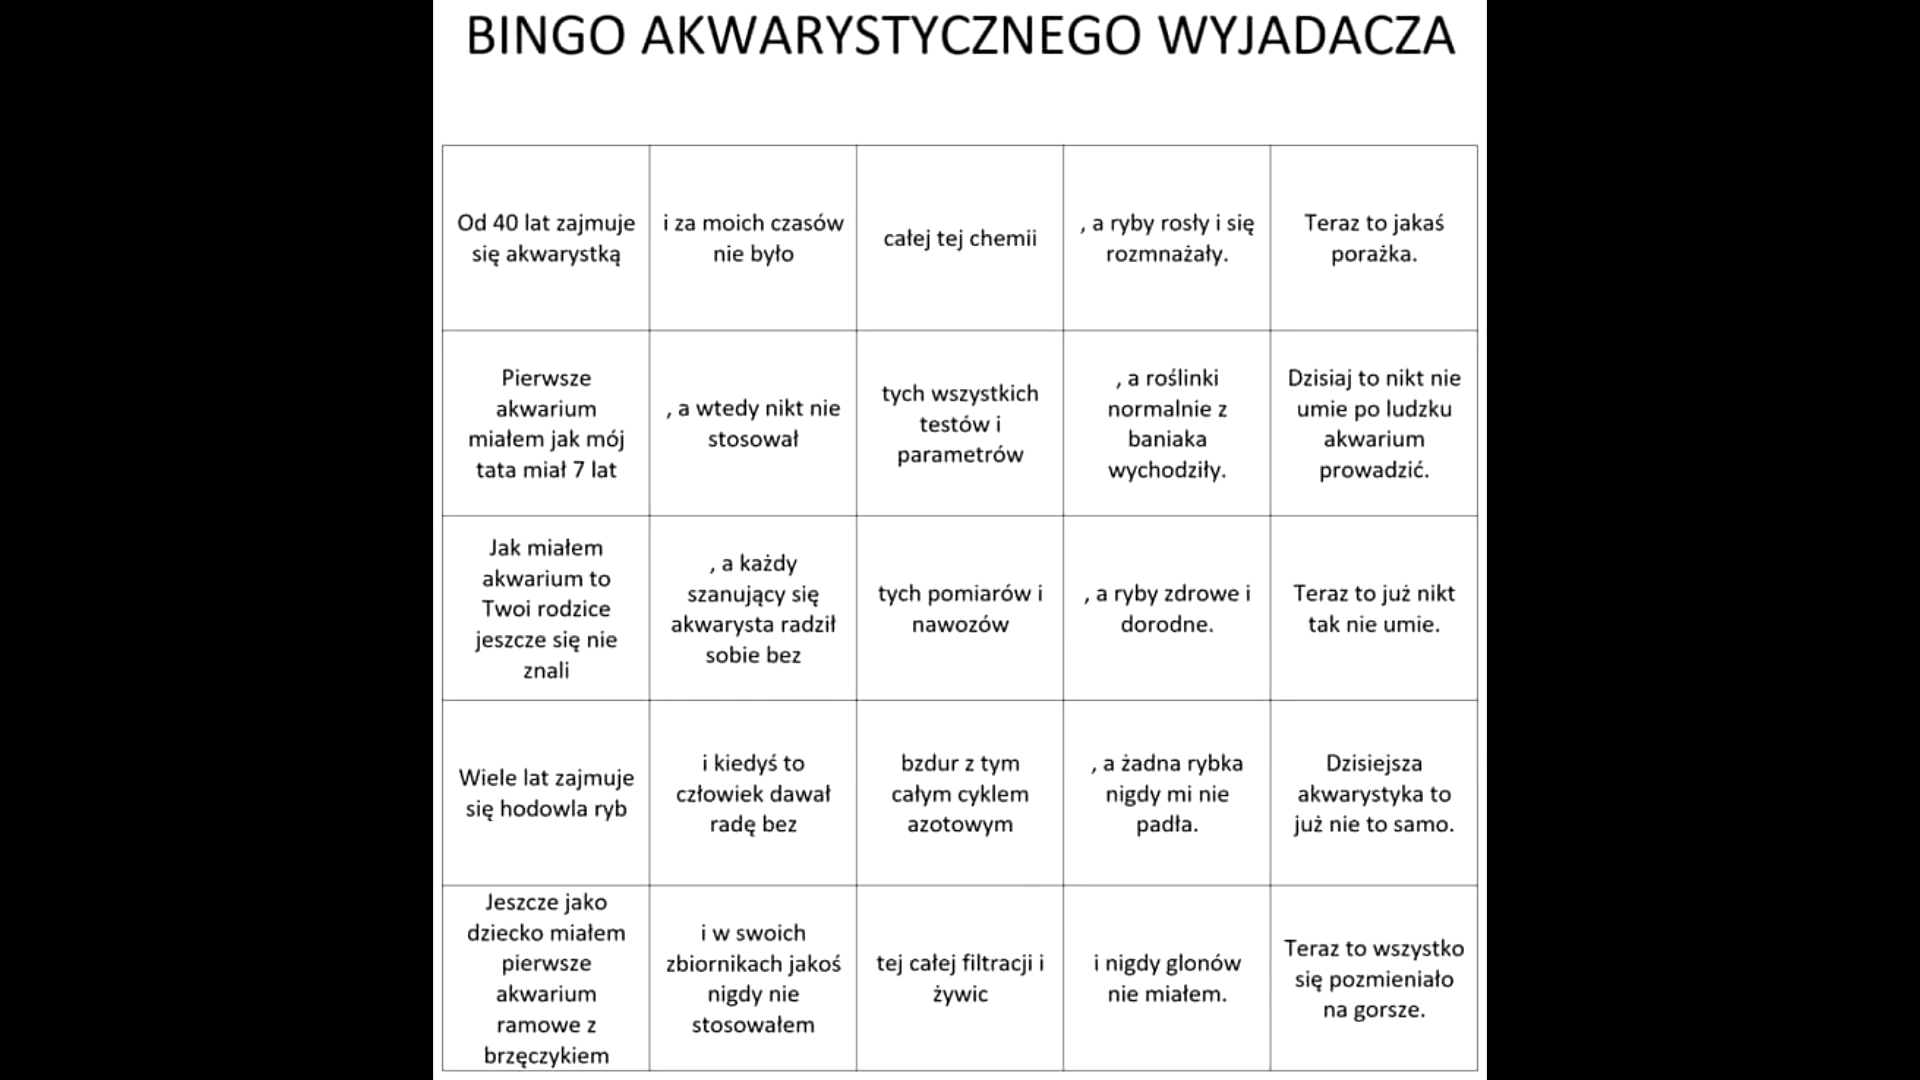 BINGO AKWARYSTYCZNEGO WYJADACZA
Od 40 lat zajmuje
się akwarystką
i za moich czasów
nie było
całej tej chemii
, a ryby rosły i się
rozmnażały.
Teraz to jakaś
porażka.
Pierwsze
akwarium
miałem jak mój
tata miał 7 lat
, a wtedy nikt nie
stosował
tych wszystkich
testów i
parametrów
, a roślinki
normalnie z
baniaka
wychodziły.
Dzisiaj to nikt nie
umie po ludzku
akwarium
prowadzić.
Jak miałem
akwarium to
Twoi rodzice
jeszcze się nie
znali
, a każdy
szanujący się
akwarysta radził
sobie bez
tych pomiarów i
nawozów
, a ryby zdrowe i
dorodne.
Teraz to już nikt
tak nie umie.
Wiele lat zajmuje
się hodowla ryb
i kiedyś to
człowiek dawał
radę bez
bzdur z tym
całym cyklem
azotowym
, a żadna rybka
nigdy mi nie
padła.
Dzisiejsza
akwarystyka to
już nie to samo.
Jeszcze jako
dziecko miałem
pierwsze
akwarium
ramowe z
brzęczykiem
i w swoich
zbiornikach jakoś
nigdy nie
stosowałem
tej całej filtracji i
żywic
i nigdy glonów
nie miałem.
Teraz to wszystko
się pozmieniało
na gorsze.